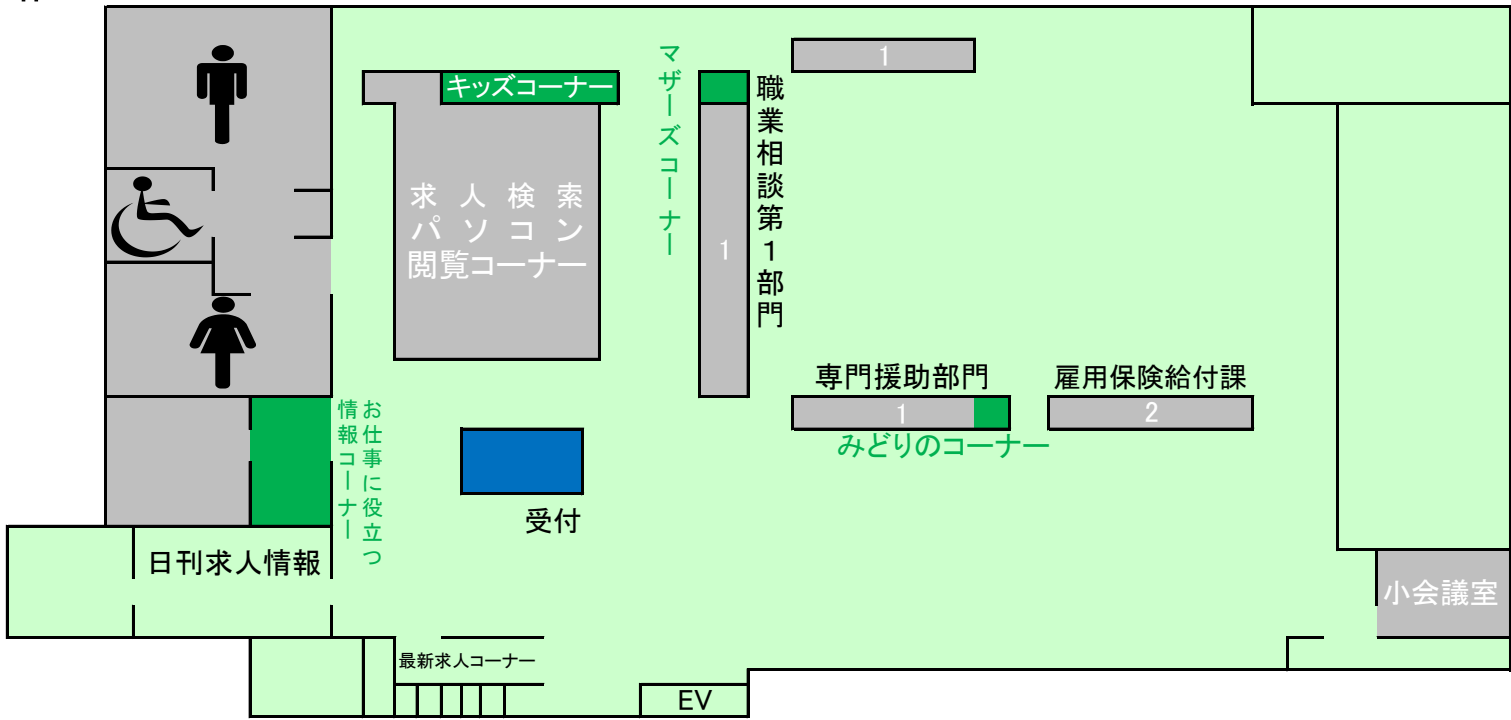 1
キッズコーナー
マザーズコーナー
職業相談第１部門
求人検索
パソコン
閲覧コーナー
1
専門援助部門
雇用保険給付課
1
2
みどりのコーナー
お仕事に役立つ
情報コーナー
受付
日刊求人情報
小会議室
最新求人コーナー
EV